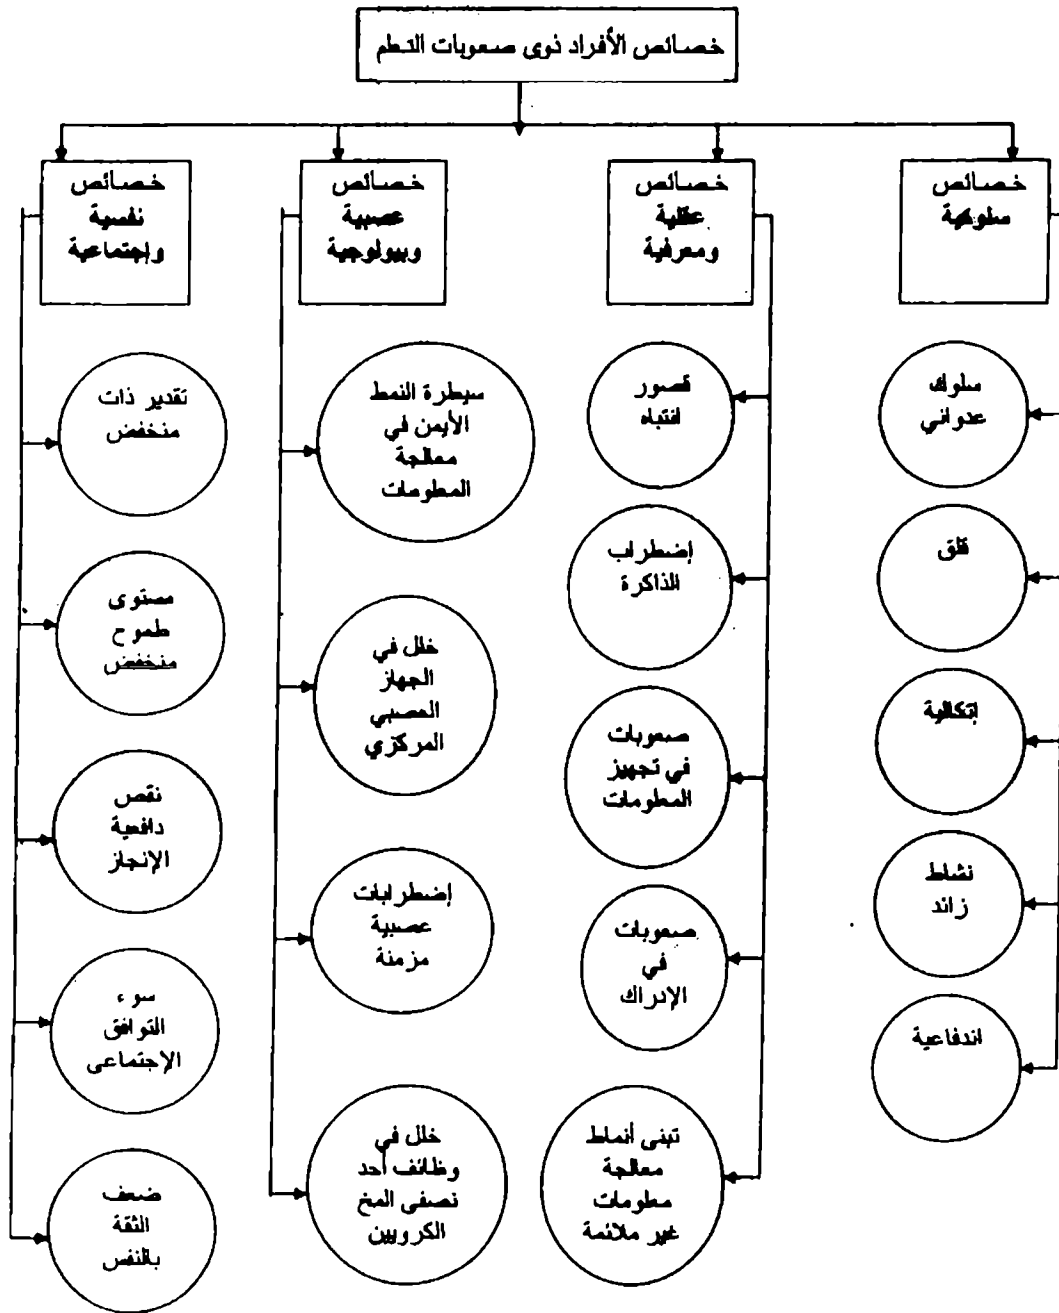 خصائص الأفراد ذوى صعوبات التعلم
خصائص
سلوكية
خصائص
عقلية
ومعرفية
خصائص
عصبية
وبيولوجية
خصائص
نفسية
وإجتماعية
سلوك
عدواني
قلق
إتكالية
نشاط
زائد
اندفاعية
قصور
انتباه
إضطراب
الذاكرة
صعوبات
في تجهيز
المعلومات
صعوبات
في
الإدراك
تبنى أنماط
معالجة
معلومات
غير ملائمة
سيطرة النمط
الأيمن في
معالجة
المعلومات
خلل في
الجهاز
العصبي
المركزي
إضطرابات
عصبية
مزمنة
خلل في
وظائف أحد
نصفى المخ
الكرويين
تقدير ذات
منخفض
مستوى
طموح
منخفض
نقص
دافعية
الإنجاز
سوء
التوافق
الإجتماعى
ضعف
الثقة
بالنفس